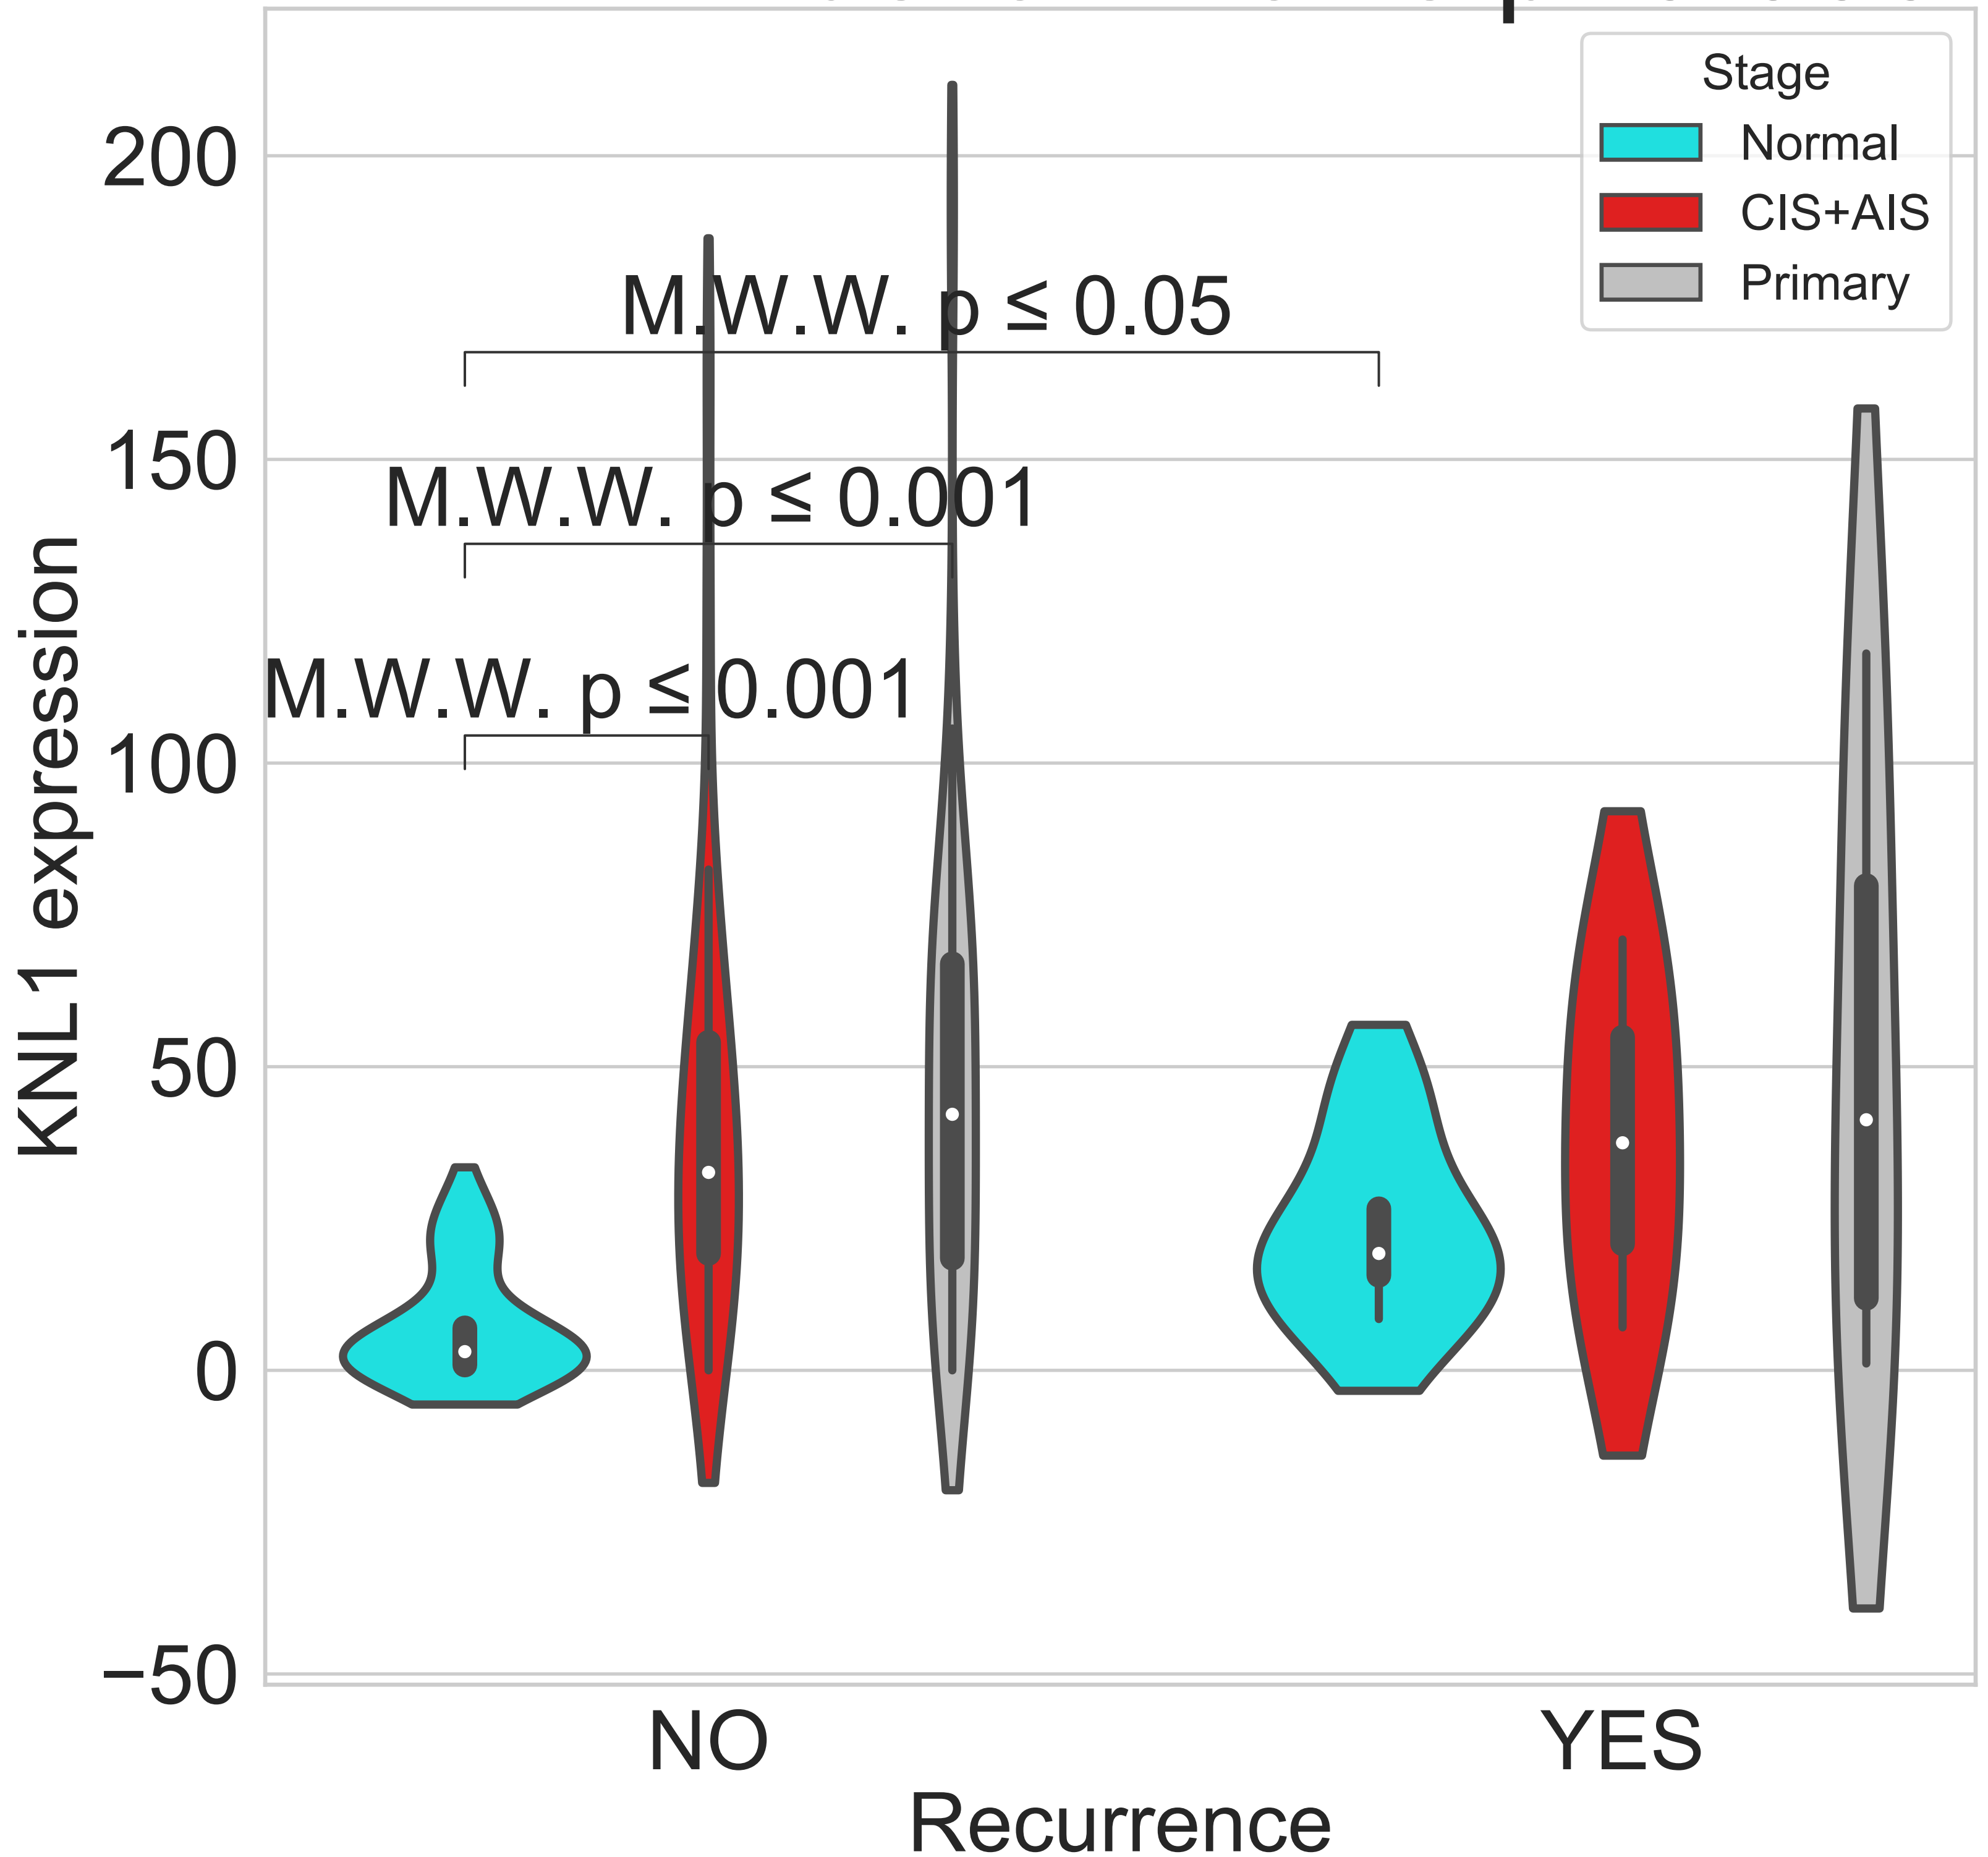 Stage
Normal
CIS+AIS
Primary
200
150
100
50
0
−50
KNL1 expression
M.W.W. p ≤ 0.05
M.W.W. p ≤ 0.001
M.W.W. p ≤ 0.001
NO
YES
Recurrence